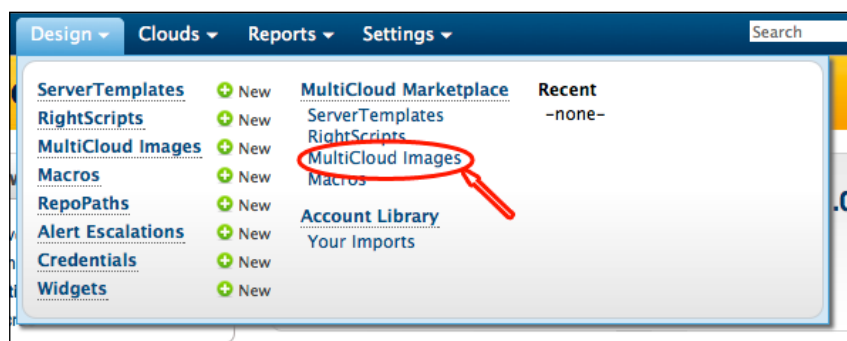 Design Clouds Reports Settings Search
ServerTemplates New
RightScripts New
MultiCloud Images New
Macros New
RepoPaths New
Alert Escalations New
Credentials New
Widgets New
MultiCloud Marketplace
ServerTemplates
RightScripts
MultiCloud Images
Macros
Account Library
Your Imports
Recent
-none-